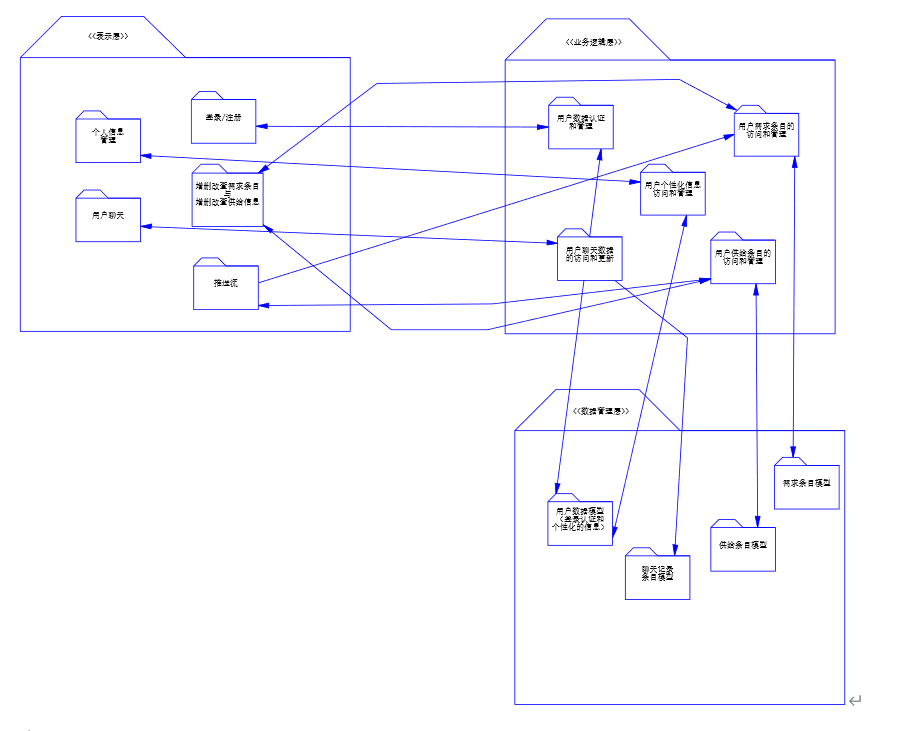 <<表示层>>
登录/注册
个人信息
管理
增删改查需求条目
与
增删改查供给信息
用户聊天
推送流
<<业务逻辑层>>
用户数据认证
和管理
用户需求条目的
访问和管理
用户个性化信息
访问和管理
用户聊天数据
的访问和更新
用户供给条目的
访问和管理
<<数据管理层>>
需求条目模型
用户数据模型
(登录认证和
个性化的信息)
供给条目模型
聊天记录
条目模型